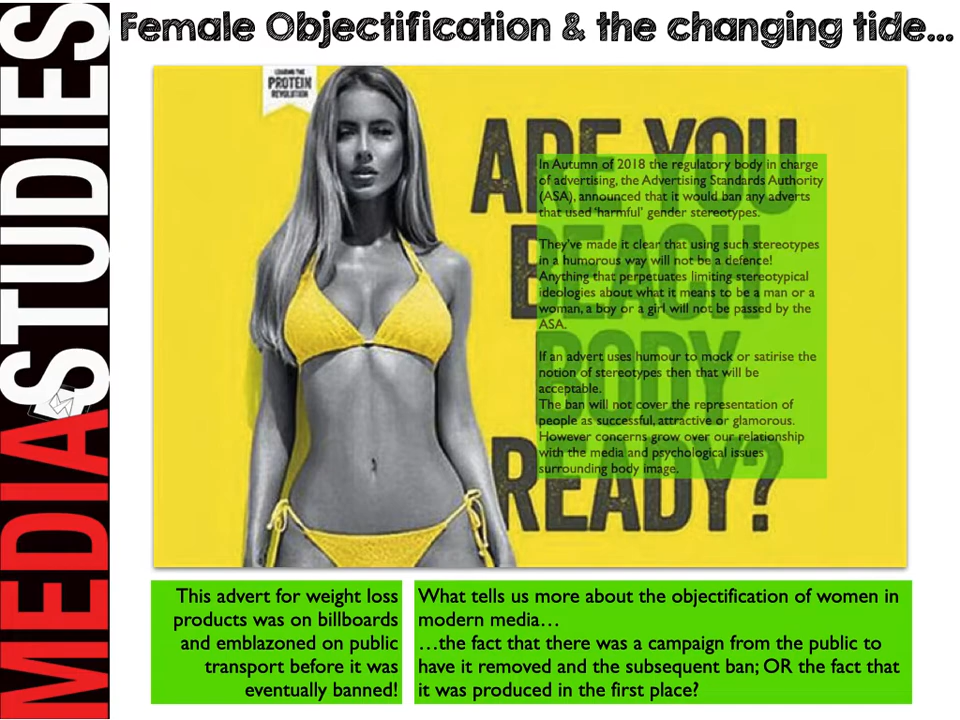 MEDIA STUDIES
Female Objectification & the changing tide...
LEADING THE
PROTEIN
REVOLUTION
ARE YOU
BEACH
BODY
READY?
In Autumn of 2018 the regulatory body in charge
of advertising, the Advertising Standards Authority
(ASA), announced that it would ban any adverts
that used ‘harmful’ gender stereotypes.
They’ve made it clear that using such stereotypes
in a humorous way will not be a defence!
Anything that perpetuates limiting stereotypical
ideologies about what it means to be a man or a
woman, a boy or a girl will not be passed by the
ASA.
If an advert uses humour to mock or satirise the
notion of stereotypes then that will be
acceptable.
The ban will not cover the representation of
people as successful, attractive or glamorous.
However concerns grow over our relationship
with the media and psychological issues
surrounding body image.
This advert for weight loss
products was on billboards
and emblazoned on public
transport before it was
eventually banned!
What tells us more about the objectification of women in
modern media…
…the fact that there was a campaign from the public to
have it removed and the subsequent ban; OR the fact that
it was produced in the first place?